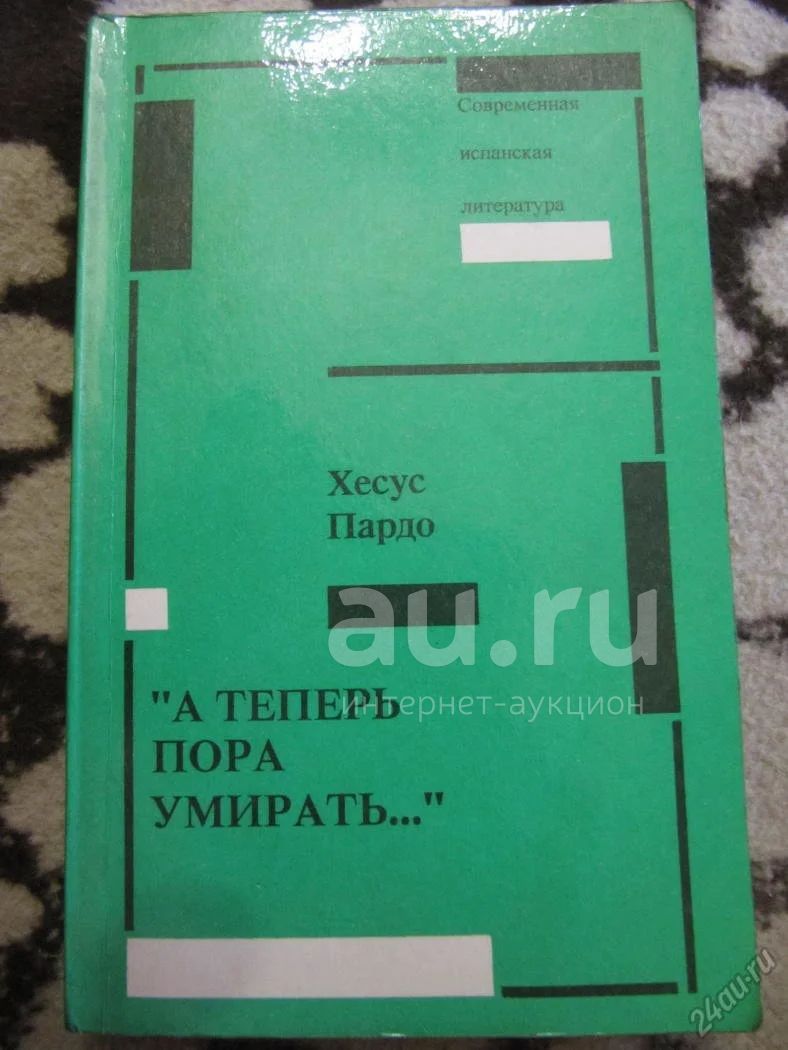 Современная
испанская
литература
Хесус
Пардо
au.ru
интернет-аукцион
"А ТЕПЕРЬ
ПОРА
УМИРАТЬ..."
24au.ru